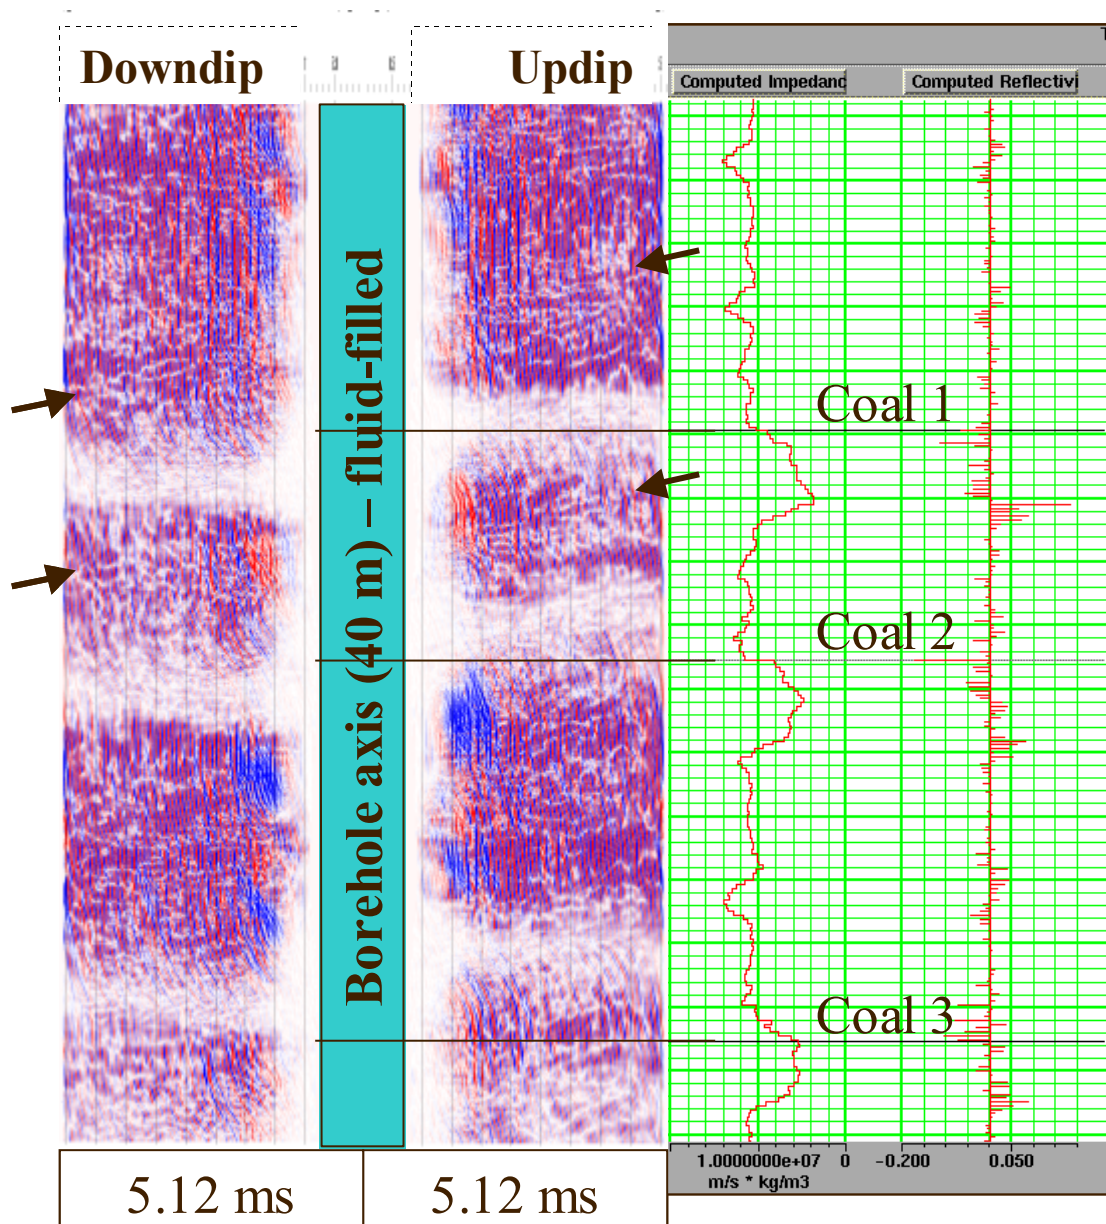 Downdip
Updip
Computed Impedanc
Computed Reflectivi
Borehole axis (40 m) – fluid-filled
Coal 1
Coal 2
Coal 3
1.0000000e+07 0 -0.200 0.050
m/s * kg/m3
5.12 ms 5.12 ms